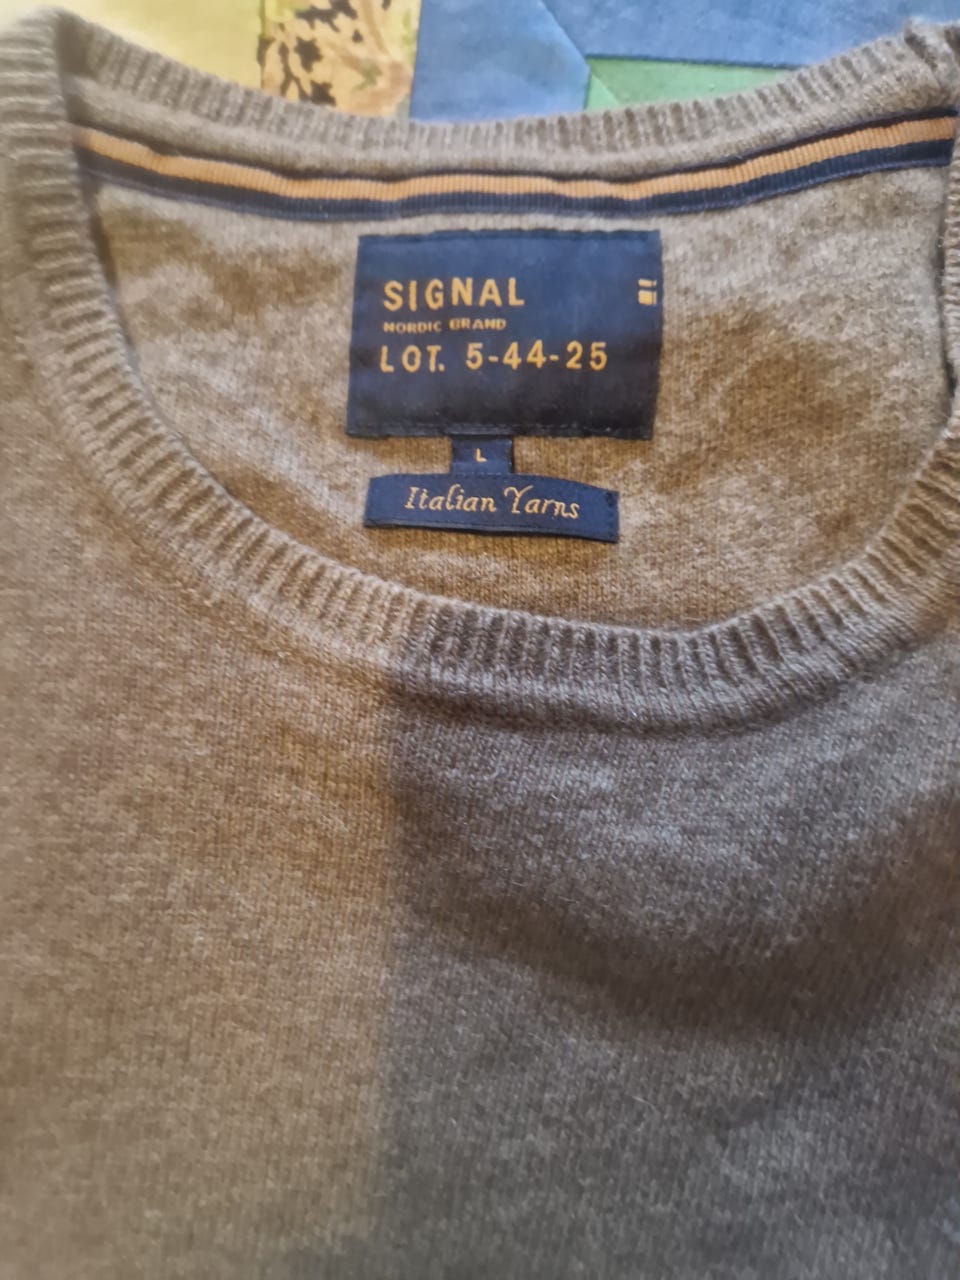 SIGNAL
NORDIC BRAND
LOT. 5-44-25
L
Italian Yarns